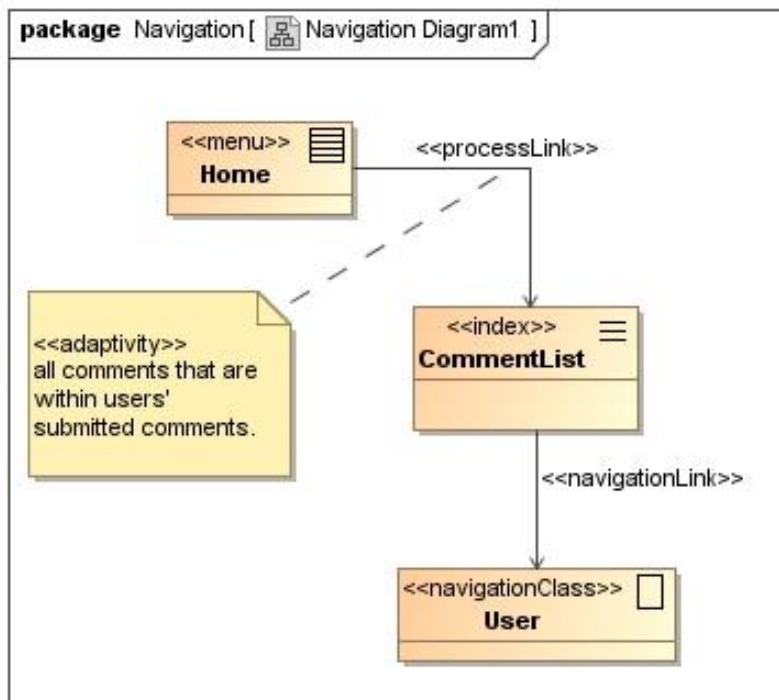 package Navigation [ Navigation Diagram1 ]
<<menu>>
Home
<<processLink>>
<<adaptivity>>
all comments that are
within users'
submitted comments.
<<index>>
CommentList
<<navigationLink>>
<<navigationClass>>
User